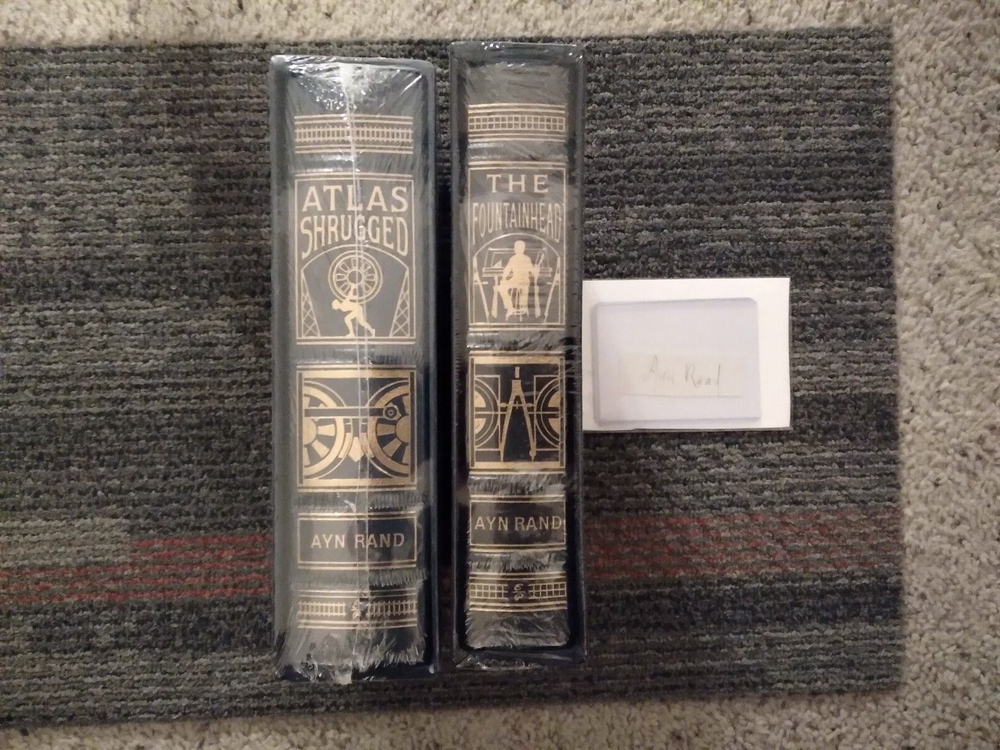 ATLAS
SHRUGGED
AYN RAND
THE
FOUNTAINHEAD
AYN RAND
Ayn Rand